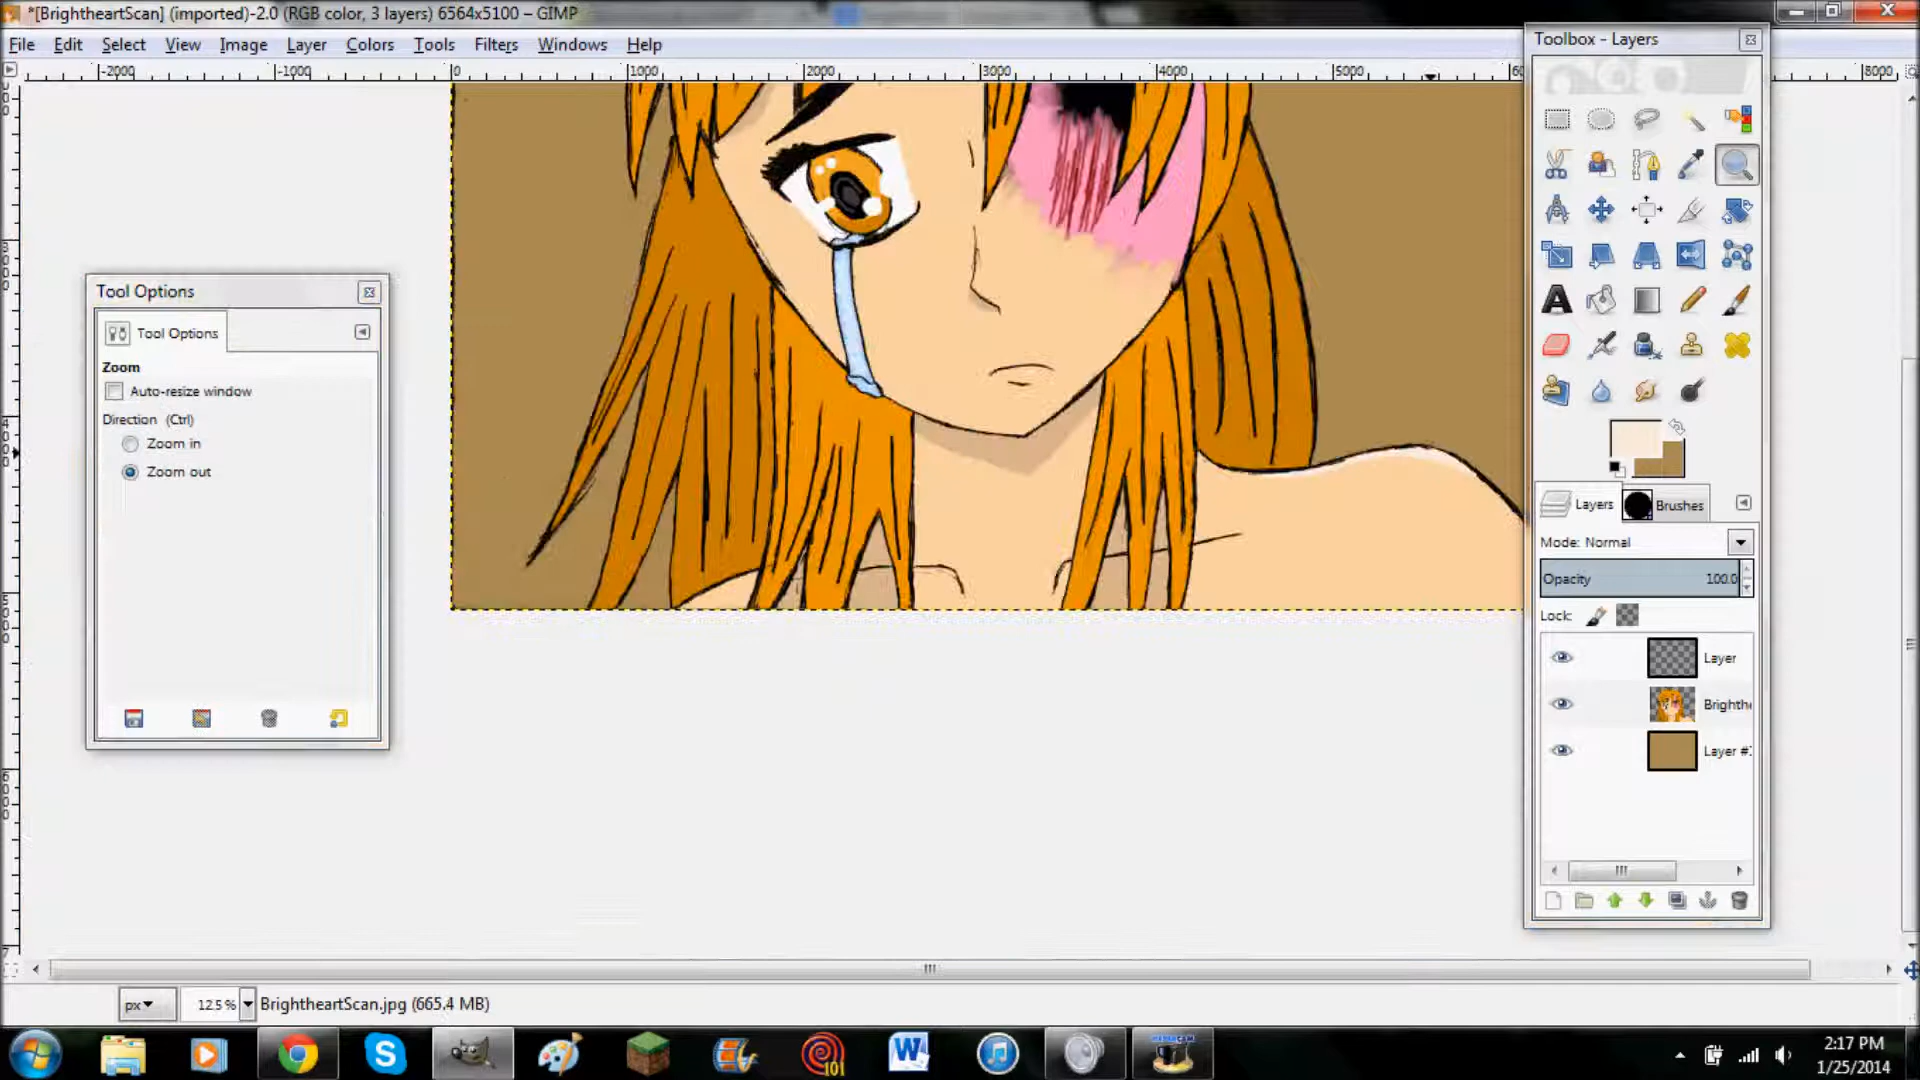 *[BrightheartScan] (imported)-2.0 (RGB color, 3 layers) 6564x5100 – GIMP
File Edit Select View Image Layer Colors Tools Filters Windows Help
-2000 -1000 0 1000 2000 3000 4000 5000 8000
Toolbox - Layers
Tool Options
Tool Options
Zoom
Auto-resize window
Direction (Ctrl)
Zoom in
Zoom out
Layers Brushes
Mode: Normal
Opacity 100.0
Lock:
Layer
Brighthe
Layer #
px 12.5 % BrightheartScan.jpg (665.4 MB)
101
2:17 PM
1/25/2014